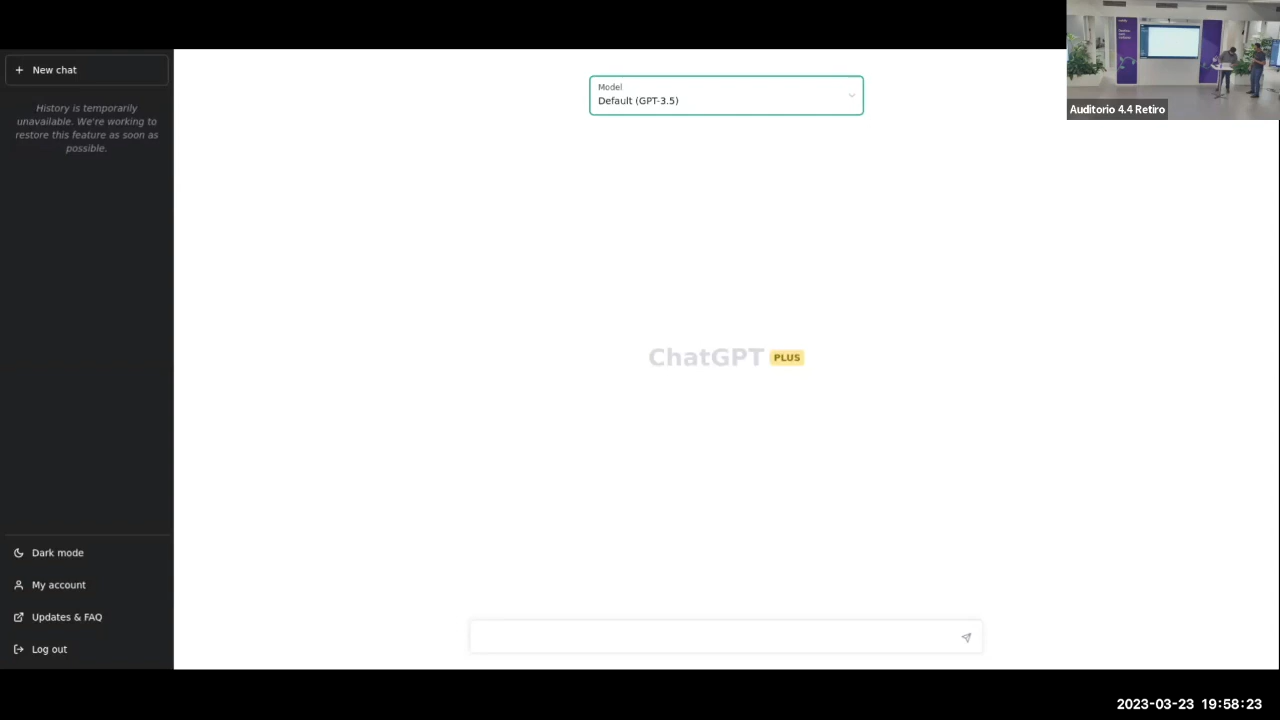 New chat
History is temporarily
unavailable. We're working to
restore this feature as soon as
possible.
Model
Default (GPT-3.5)
ChatGPT PLUS
Dark mode
My account
Updates & FAQ
Log out
Auditorio 4.4 Retiro
2023-03-23 19:58:23